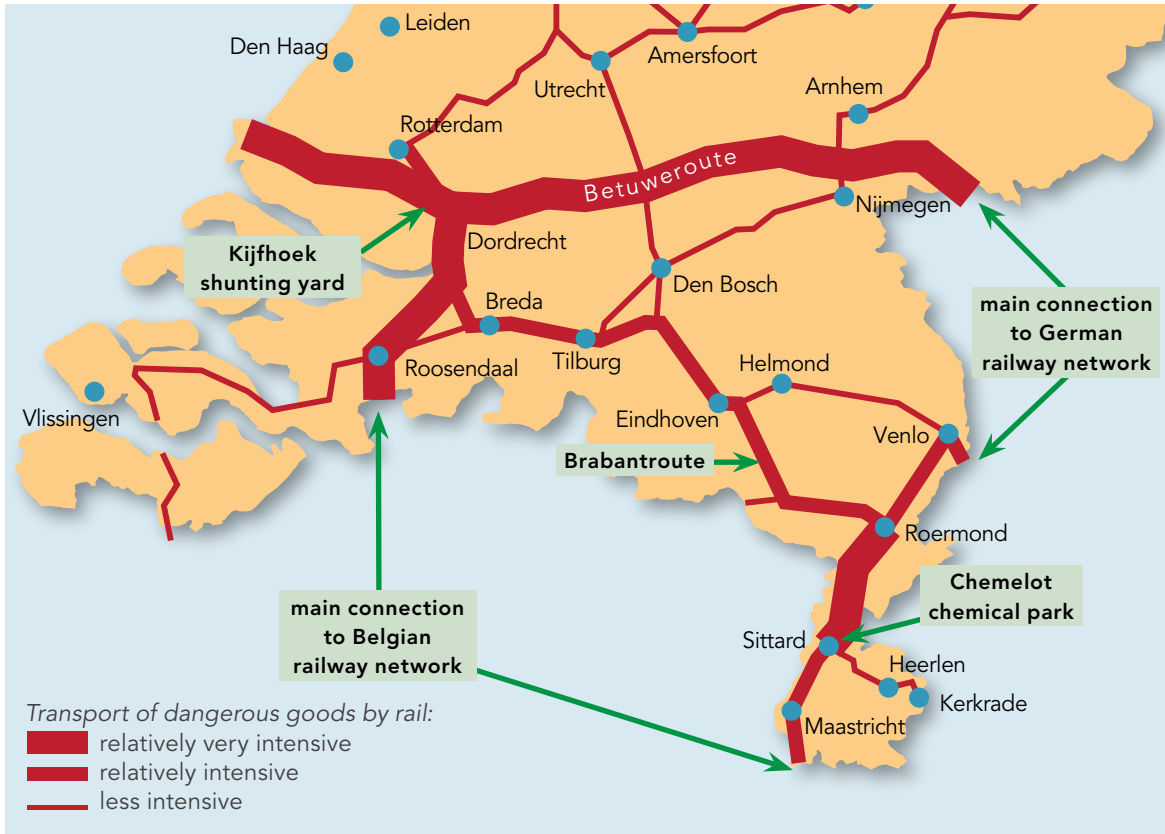 Leiden
Den Haag
Amersfoort
Utrecht
Arnhem
Rotterdam
Betuweroute
Nijmegen
Kijfhoek
shunting yard
Dordrecht
Den Bosch
main connection
to German
railway network
Breda
Tilburg
Roosendaal
Helmond
Vlissingen
Eindhoven
Venlo
Brabantroute
Roermond
Chemelot
chemical park
main connection
to Belgian
railway network
Sittard
Heerlen
Kerkrade
Maastricht
Transport of dangerous goods by rail:
relatively very intensive
relatively intensive
less intensive